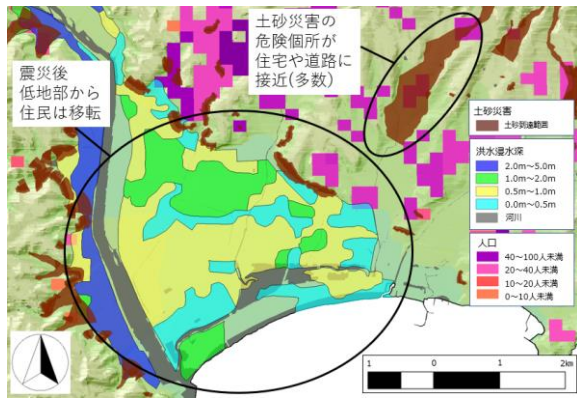 土砂災害の
危険個所が
住宅や道路に
接近(多数)
震災後
低地部から
住民は移転
土砂災害
土砂到達範囲
洪水浸水深
2.0m～5.0m
1.0m～2.0m
0.5m～1.0m
0.0m～0.5m
河川
人口
40～100人未満
20～40人未満
10～20人未満
0～10人未満
1 0 1 2km